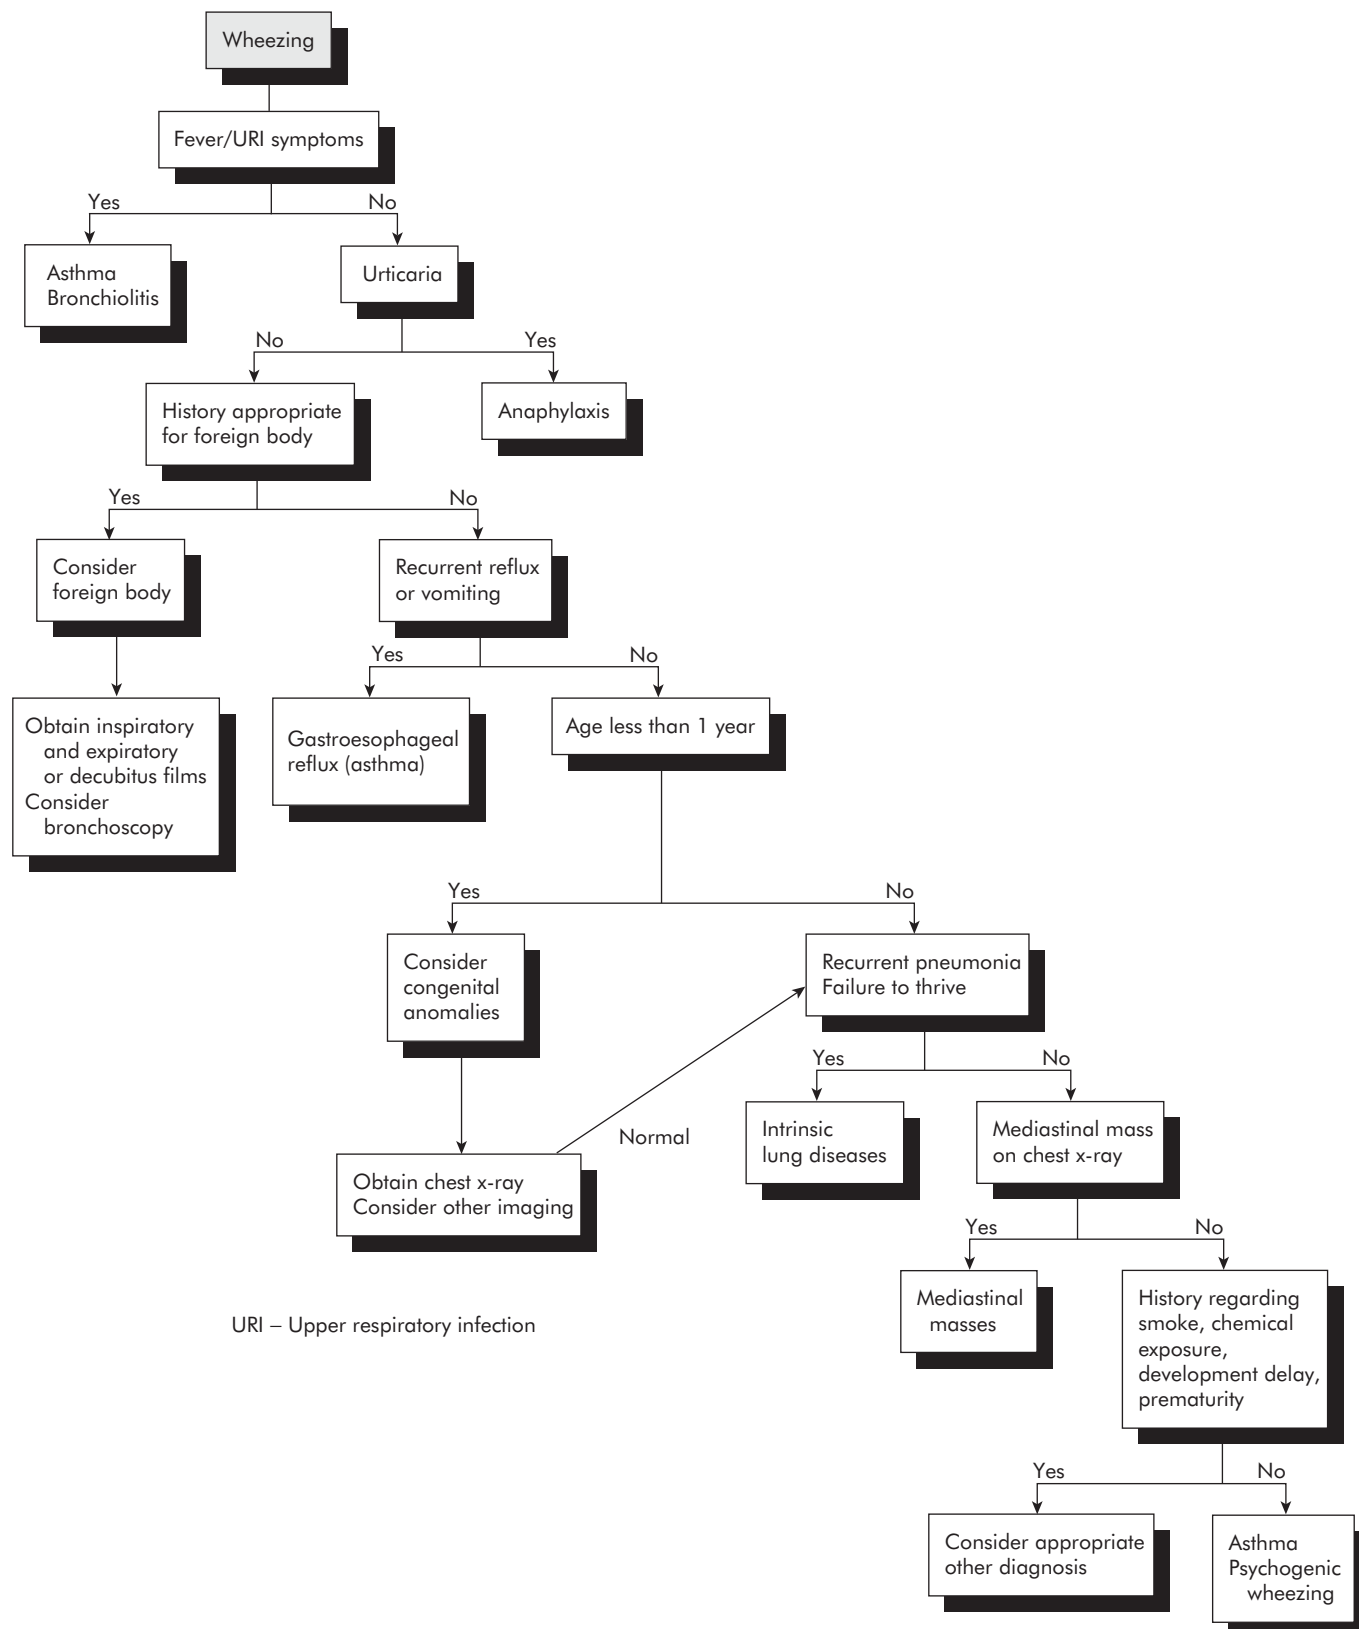 Wheezing
Fever/URI symptoms
Yes
No
Asthma
Bronchiolitis
Urticaria
No
Yes
History appropriate
for foreign body
Anaphylaxis
Yes
No
Consider
foreign body
Recurrent reflux
or vomiting
Yes
No
Obtain inspiratory
and expiratory
or decubitus films
Consider
bronchoscopy
Gastroesophageal
reflux (asthma)
Age less than 1 year
Yes
No
Consider
congenital
anomalies
Recurrent pneumonia
Failure to thrive
Yes
No
Normal
Intrinsic
lung diseases
Mediastinal mass
on chest x-ray
Obtain chest x-ray
Consider other imaging
Yes
No
Mediastinal
masses
History regarding
smoke, chemical
exposure,
development delay,
prematurity
URI – Upper respiratory infection
Yes
No
Consider appropriate
other diagnosis
Asthma
Psychogenic
wheezing